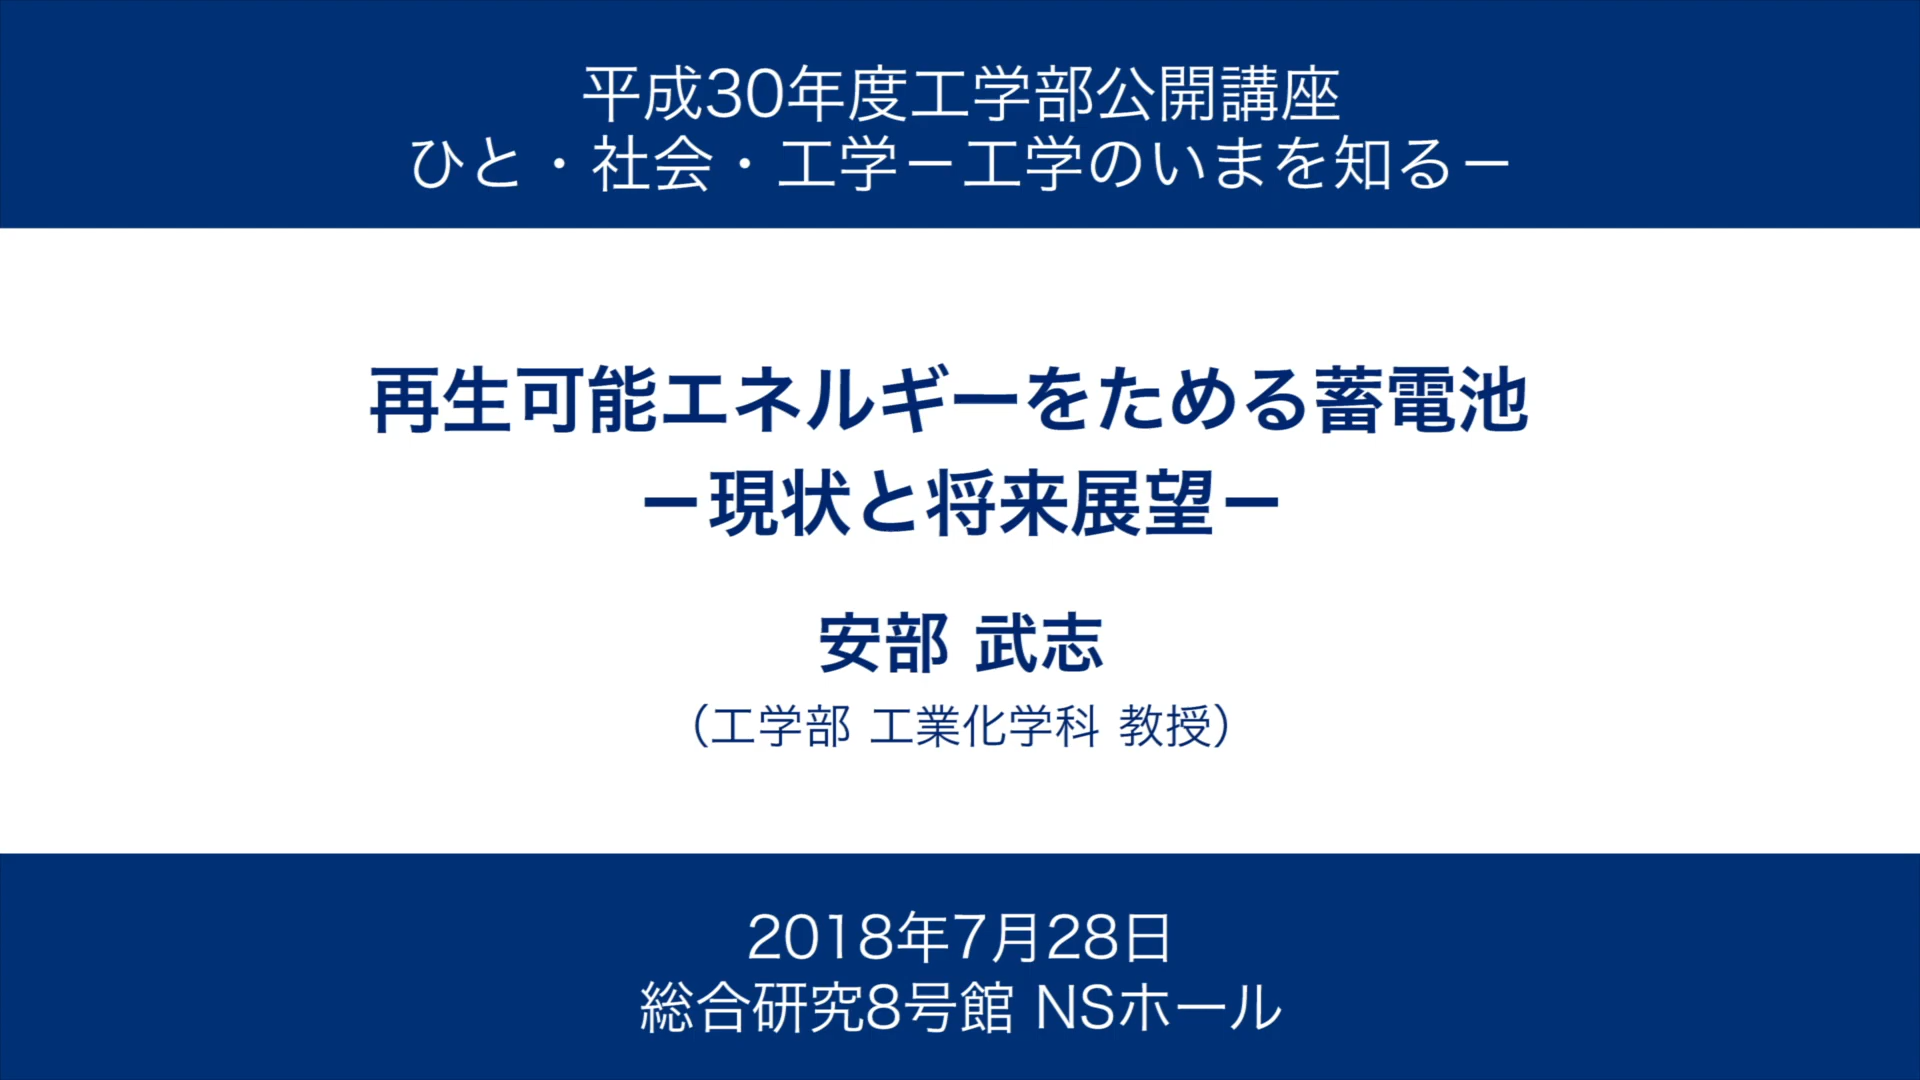 平成30年度工学部公開講座
ひと・社会・工学－工学のいまを知る－
再生可能エネルギーをためる蓄電池
－現状と将来展望－
安部 武志
（工学部 工業化学科 教授）
2018年7月28日
総合研究8号館 NSホール